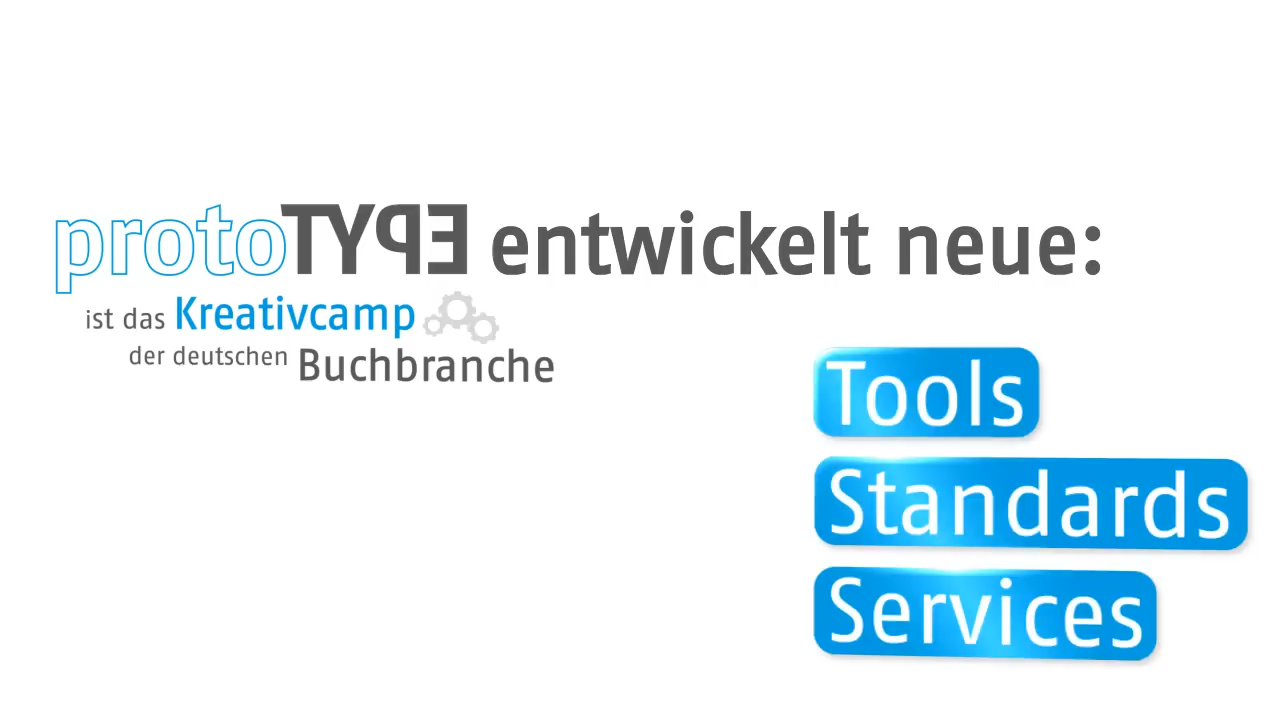 protoTYPE entwickelt neue:
ist das Kreativcamp
der deutschen Buchbranche
Tools
Standards
Services